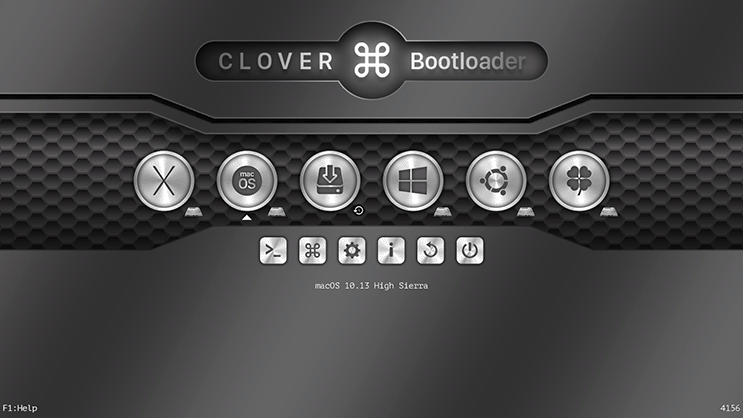 CLOVER ⌘ Bootloader
X
mac
OS
macOS 10.13 High Sierra
F1:Help
4156